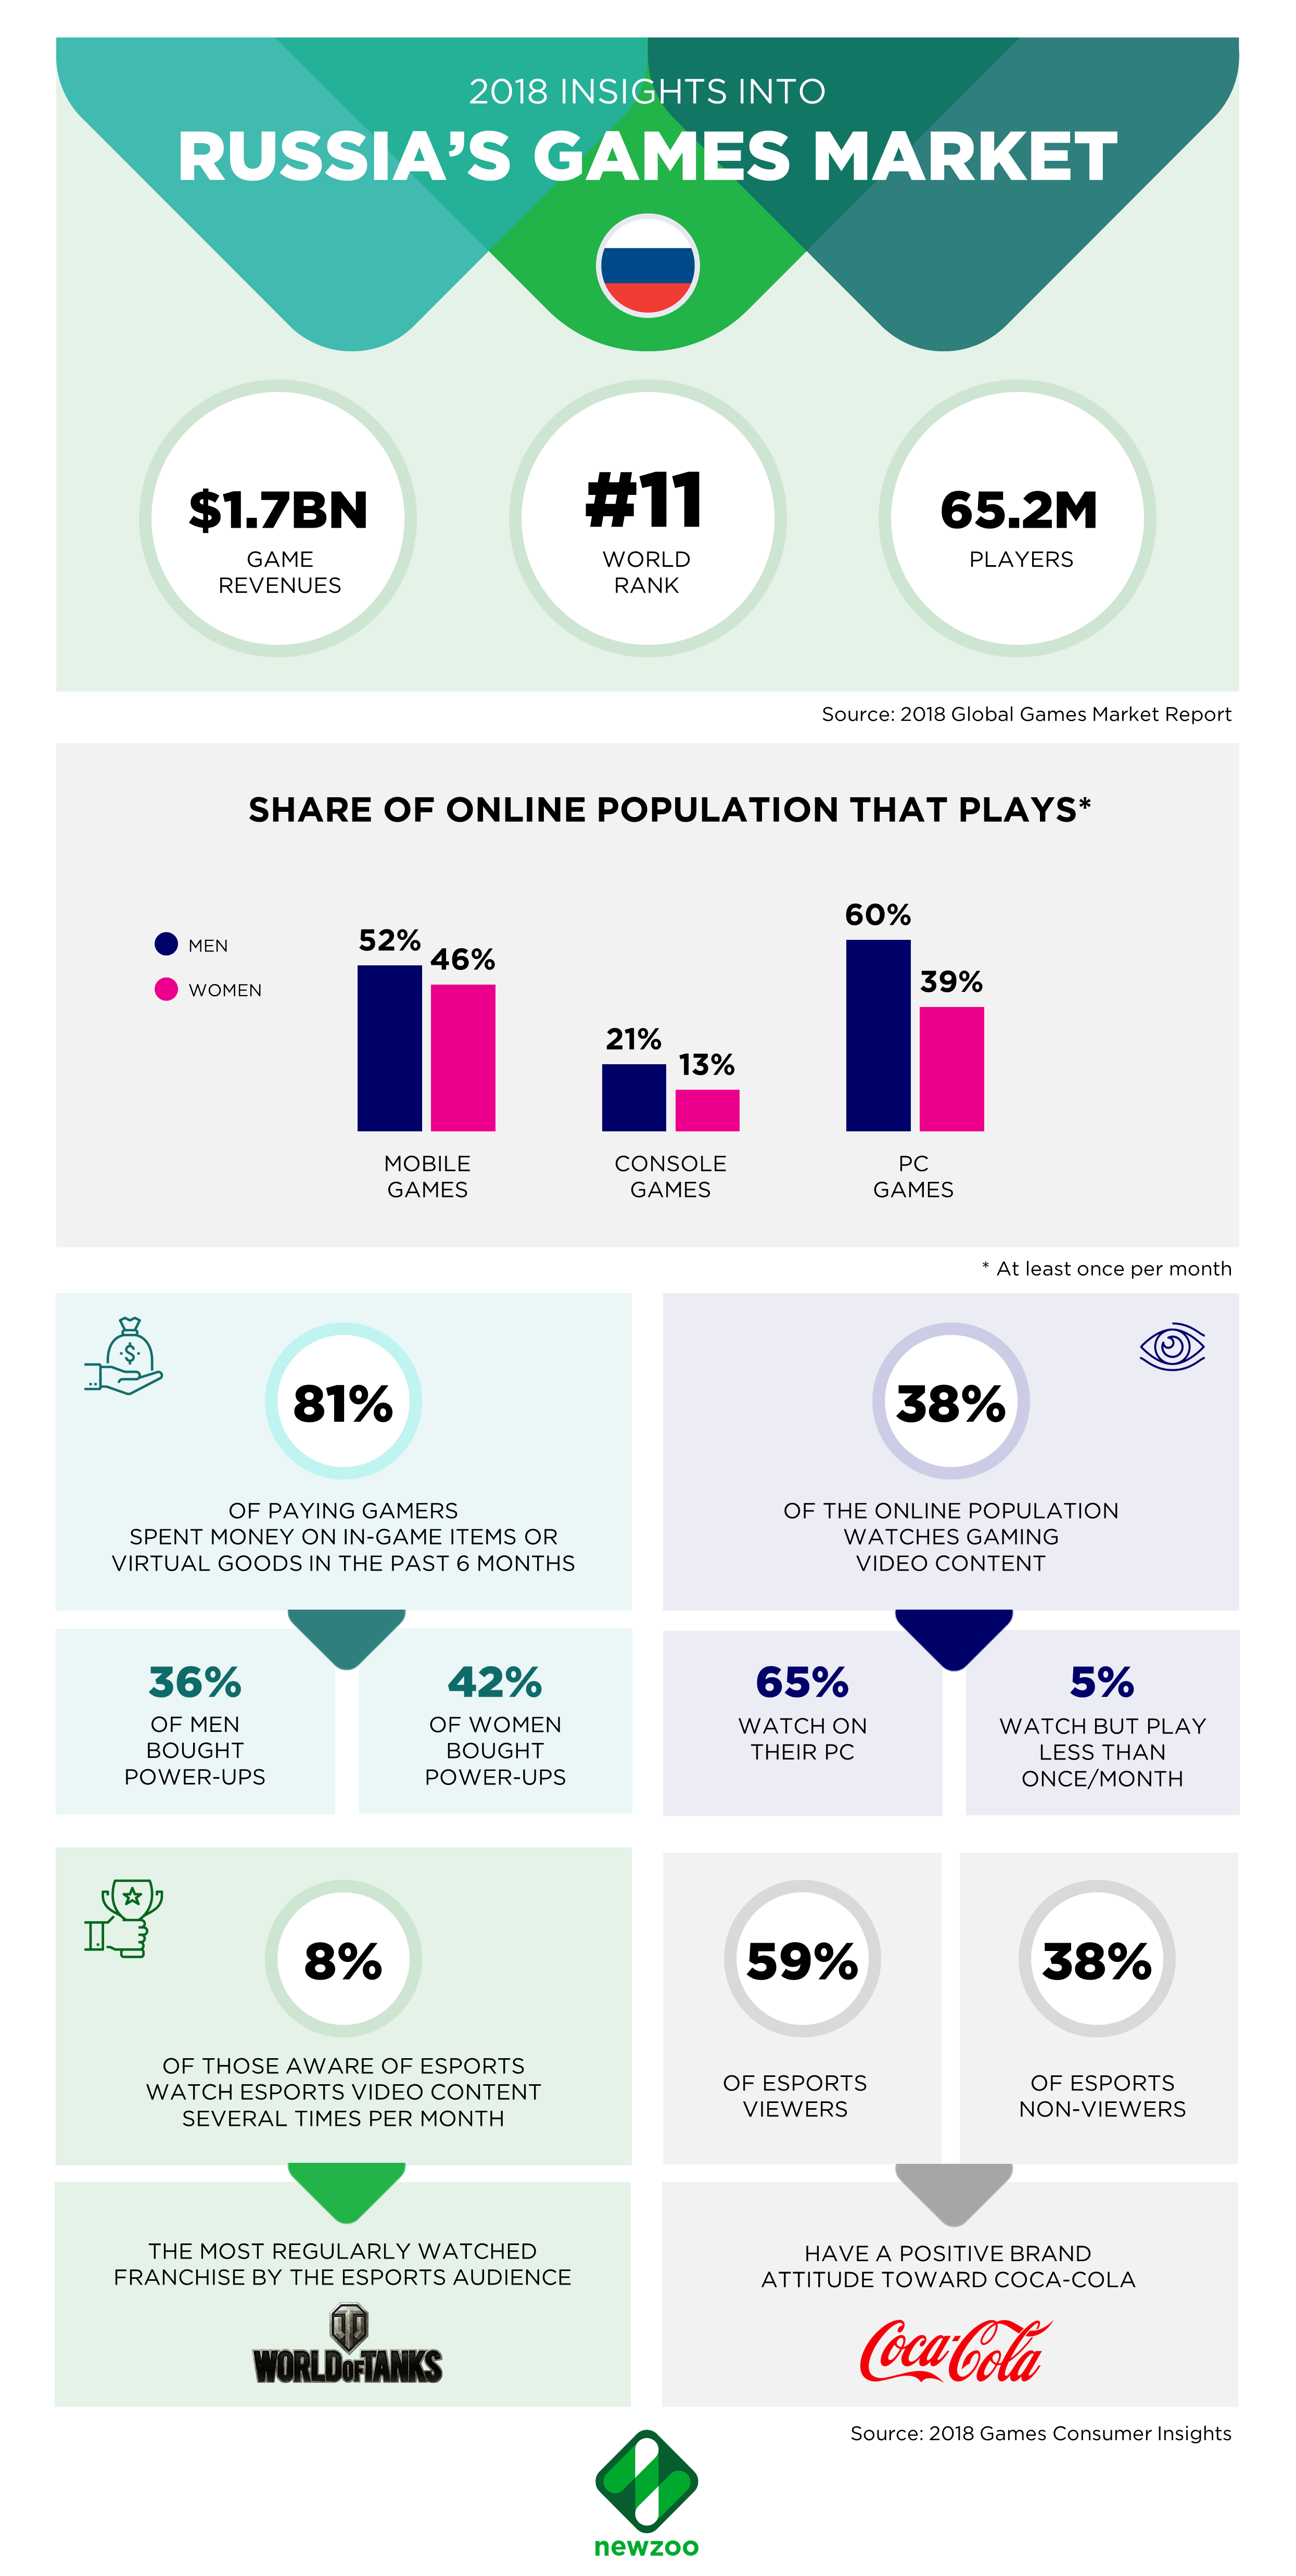 2018 INSIGHTS INTO
RUSSIA'S GAMES MARKET
$1.7BN
GAME
REVENUES
#11
WORLD
RANK
65.2M
PLAYERS
Source: 2018 Global Games Market Report
SHARE OF ONLINE POPULATION THAT PLAYS*
MEN
WOMEN
52%
46%
MOBILE
GAMES
21%
13%
CONSOLE
GAMES
60%
39%
PC
GAMES
* At least once per month
$
81%
OF PAYING GAMERS
SPENT MONEY ON IN-GAME ITEMS OR
VIRTUAL GOODS IN THE PAST 6 MONTHS
36%
OF MEN
BOUGHT
POWER-UPS
42%
OF WOMEN
BOUGHT
POWER-UPS
38%
OF THE ONLINE POPULATION
WATCHES GAMING
VIDEO CONTENT
65%
WATCH ON
THEIR PC
5%
WATCH BUT PLAY
LESS THAN
ONCE/MONTH
8%
OF THOSE AWARE OF ESPORTS
WATCH ESPORTS VIDEO CONTENT
SEVERAL TIMES PER MONTH
THE MOST REGULARLY WATCHED
FRANCHISE BY THE ESPORTS AUDIENCE
WORLD OF TANKS
59%
OF ESPORTS
VIEWERS
38%
OF ESPORTS
NON-VIEWERS
HAVE A POSITIVE BRAND
ATTITUDE TOWARD COCA-COLA
Coca-Cola
Source: 2018 Games Consumer Insights
newzoo